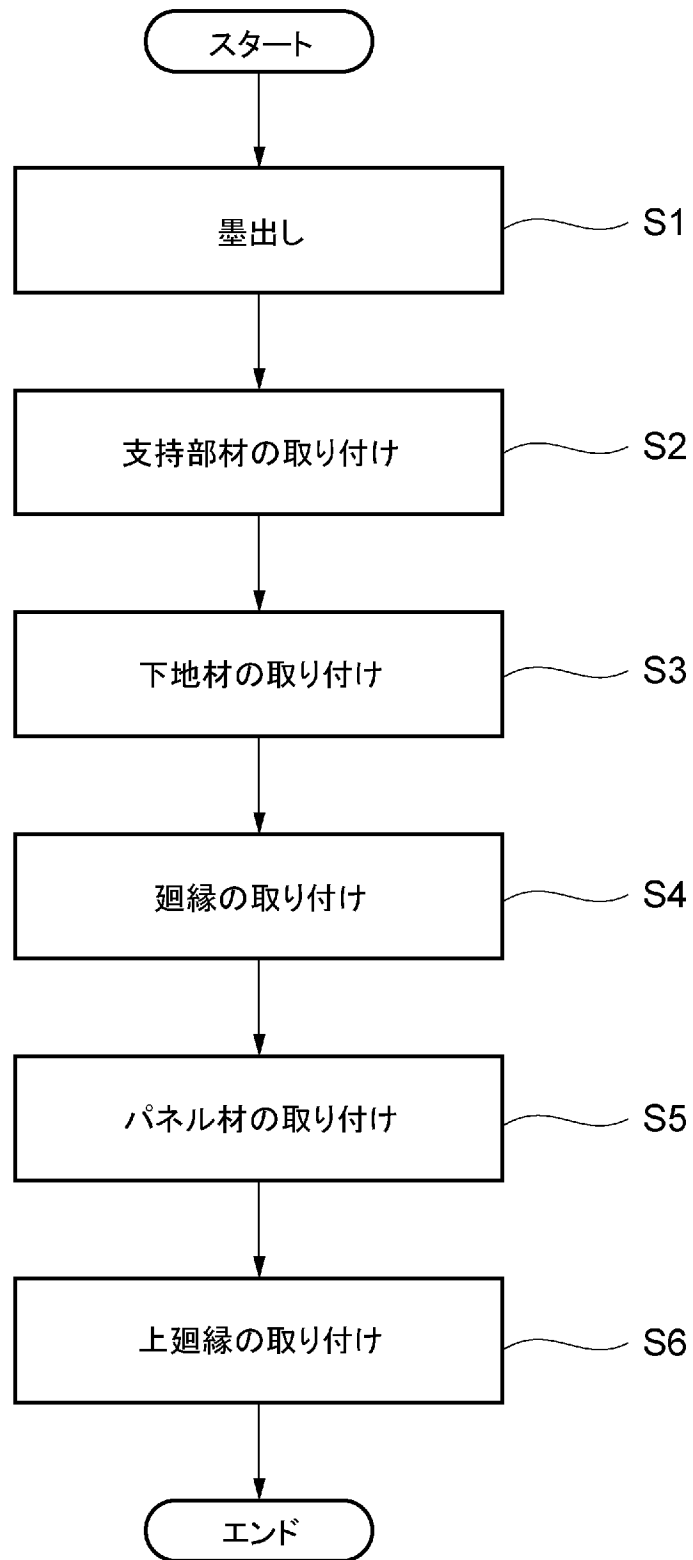 スタート
墨出し
S1
支持部材の取り付け
S2
下地材の取り付け
S3
廻縁の取り付け
S4
パネル材の取り付け
S5
上廻縁の取り付け
S6
エンド